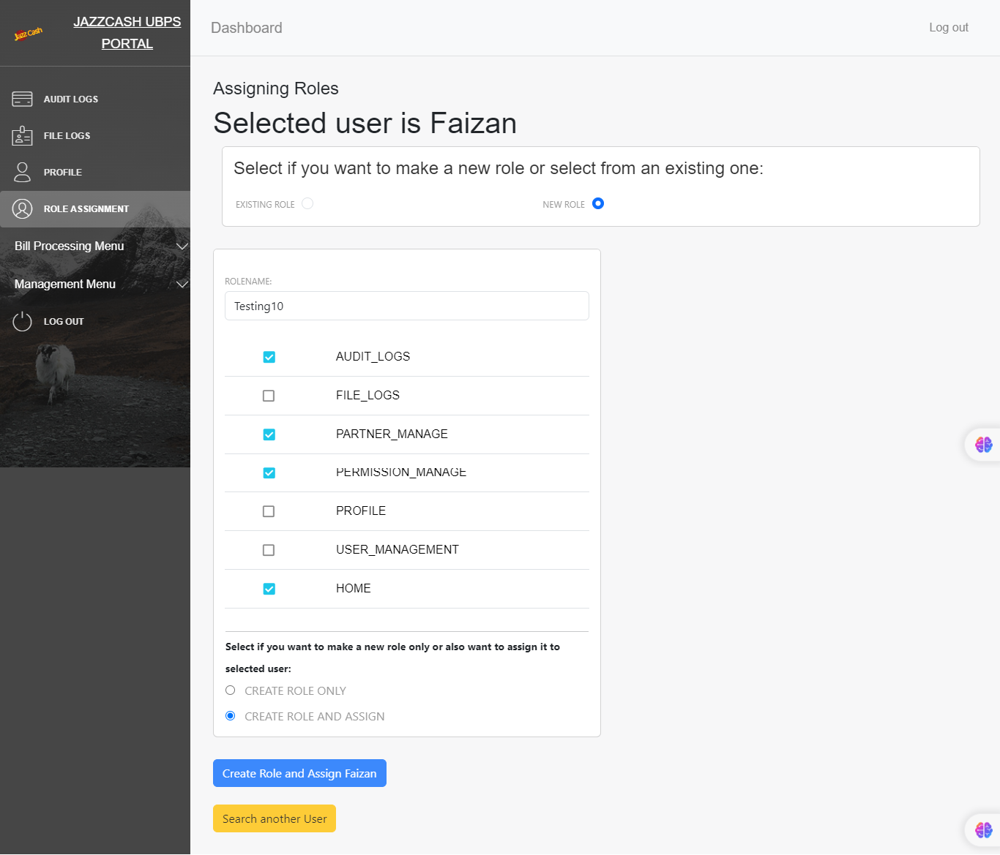 Jazz Cash
JAZZCASH UBPS
PORTAL
AUDIT LOGS
FILE LOGS
PROFILE
ROLE ASSIGNMENT
Bill Processing Menu
Management Menu
LOG OUT
Dashboard
Log out
Assigning Roles
Selected user is Faizan
Select if you want to make a new role or select from an existing one:
EXISTING ROLE
NEW ROLE
ROLENAME:
Testing10
AUDIT_LOGS
FILE_LOGS
PARTNER_MANAGE
PERMISSION_MANAGE
PROFILE
USER_MANAGEMENT
HOME
Select if you want to make a new role only or also want to assign it to
selected user:
CREATE ROLE ONLY
CREATE ROLE AND ASSIGN
Create Role and Assign Faizan
Search another User